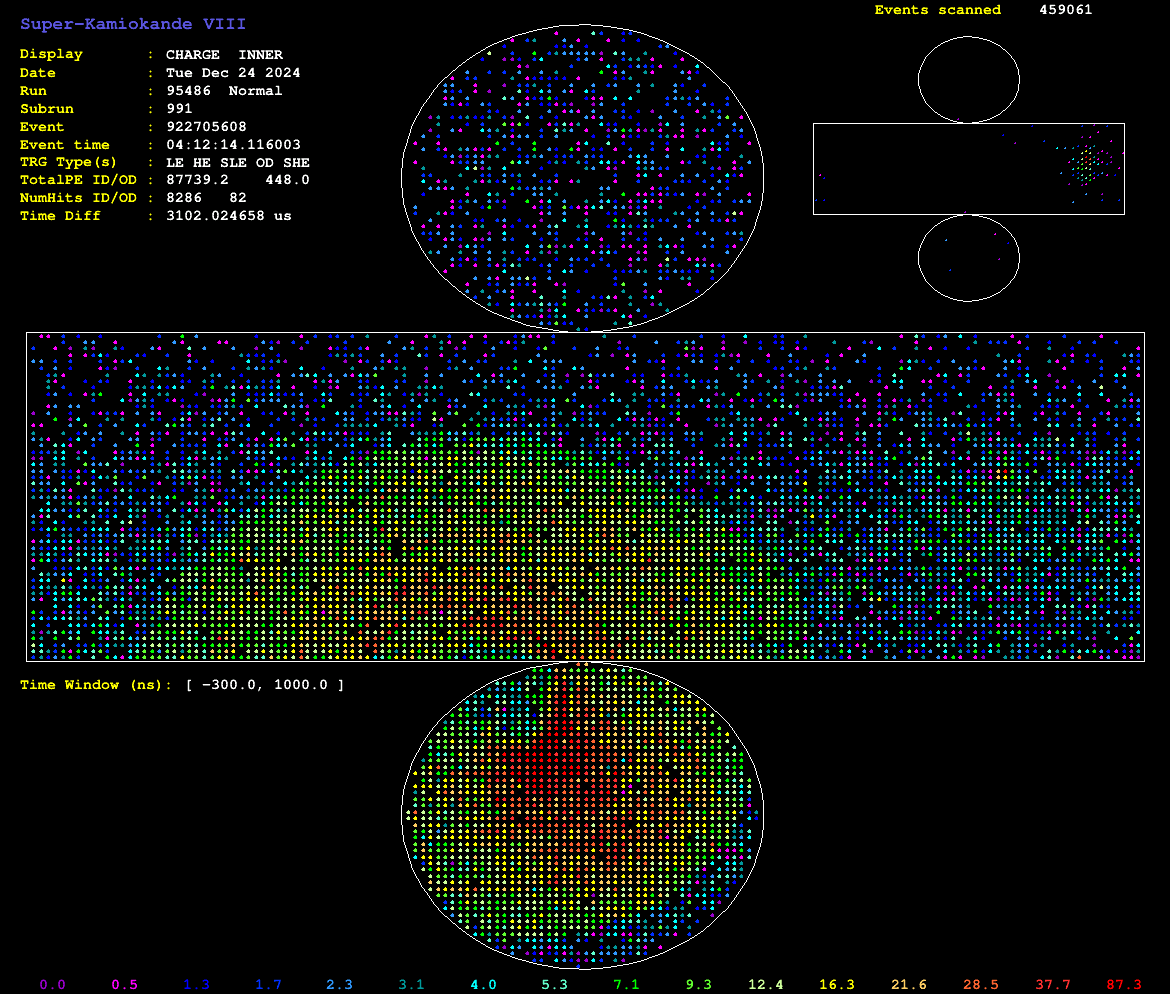 Super-Kamiokande VIII
Events scanned 459061
Display : CHARGE INNER
Date : Tue Dec 24 2024
Run : 95486 Normal
Subrun : 991
Event : 922705608
Event time : 04:12:14.116003
TRG Type(s) : LE HE SLE OD SHE
TotalPE ID/OD : 87739.2 448.0
NumHits ID/OD : 8286 82
Time Diff : 3102.024658 us
Time Window (ns): [ −300.0, 1000.0 ]
0.0 0.5 1.3 1.7 2.3 3.1 4.0 5.3 7.1 9.3 12.4 16.3 21.6 28.5 37.7 87.3